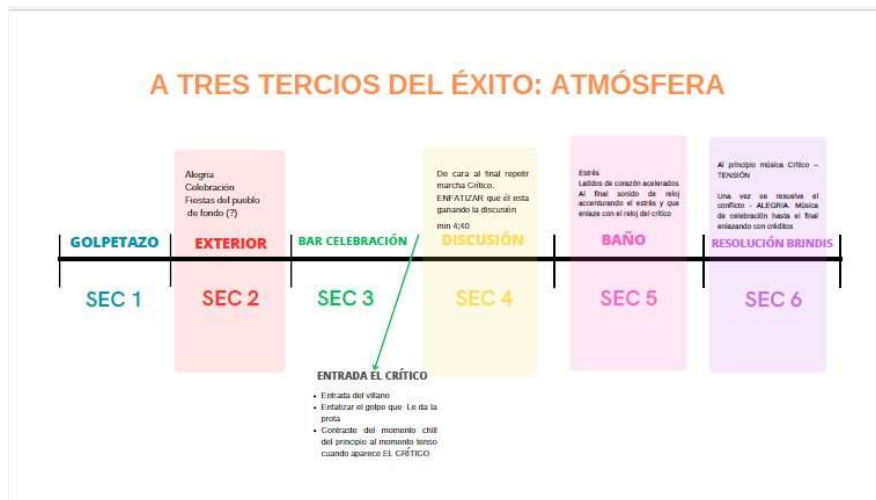 A TRES TERCIOS DEL ÉXITO: ATMÓSFERA
Alegria
Celebración
Fiestas del pueblo
de fondo (?)
De cara al final repetir
marcha Crítico.
ENFATIZAR que él esta
ganando la discusión
min 4;40
Estrés
Latidos de corazón acelerados
Al final sonido de reloj
accenturando el estrés y que
enlaze con el reloj del crítico
Al principio música Crítico –
TENSIÓN
Una vez se resuelve el
conflicto - ALEGRIA. Música
de celebración hasta el final
enlazando con créditos
GOLPETAZO
EXTERIOR
BAR CELEBRACIÓN
DISCUSIÓN
BAÑO
RESOLUCIÓN BRINDIS
SEC 1
SEC 2
SEC 3
SEC 4
SEC 5
SEC 6
ENTRADA EL CRÍTICO
• Entrada del villano
• Enfatizar el golpe que Le da la
prota
• Contraste del momento chill
del principio al momento tenso
cuando aparece EL CRÍTICO